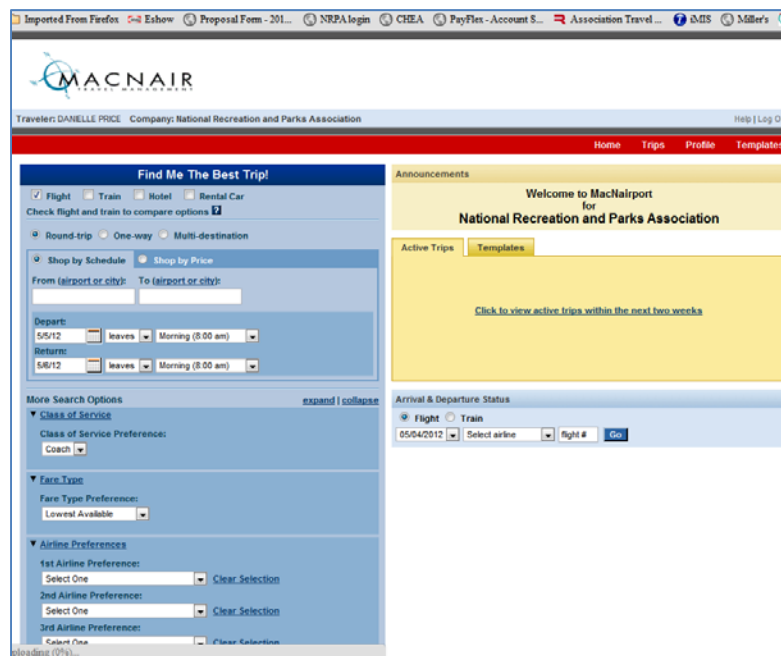 Imported From Firefox Eshow Proposal Form - 201... NRPA login CHEA PayFlex - Account S... Association Travel ... iMIS Miller's
MACNAIR
TRAVEL MANAGEMENT
Traveler: DANIELLE PRICE Company: National Recreation and Parks Association Help | Log O
Home Trips Profile Templates
Find Me The Best Trip!
Flight Train Hotel Rental Car
Check flight and train to compare options ?
Round-trip One-way Multi-destination
Shop by Schedule Shop by Price
From (airport or city): To (airport or city):
Depart:
5/5/12 leaves Morning (8:00 am)
Return:
5/6/12 leaves Morning (8:00 am)
More Search Options expand | collapse
Class of Service
Class of Service Preference:
Coach
Fare Type
Fare Type Preference:
Lowest Available
Airline Preferences
1st Airline Preference:
Select One Clear Selection
2nd Airline Preference:
Select One Clear Selection
3rd Airline Preference:
Select One Clear Selection
ploading (0%)...
Announcements
Welcome to MacNairport
for
National Recreation and Parks Association
Active Trips Templates
Click to view active trips within the next two weeks
Arrival & Departure Status
Flight Train
05/04/2012 Select airline flight # Go